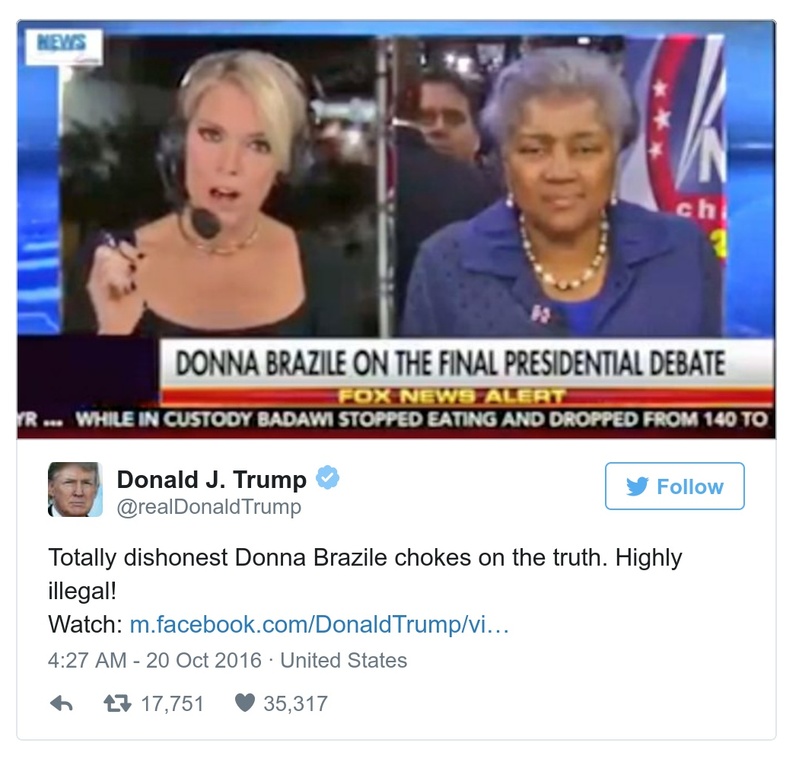 NEWS
ch
DONNA BRAZILE ON THE FINAL PRESIDENTIAL DEBATE
FOX NEWS ALERT
YR ... WHILE IN CUSTODY BADAWI STOPPED EATING AND DROPPED FROM 140 TO
Donald J. Trump
@realDonaldTrump
Follow
Totally dishonest Donna Brazile chokes on the truth. Highly
illegal!
Watch: m.facebook.com/DonaldTrump/vi…
4:27 AM - 20 Oct 2016 · United States
17,751 35,317